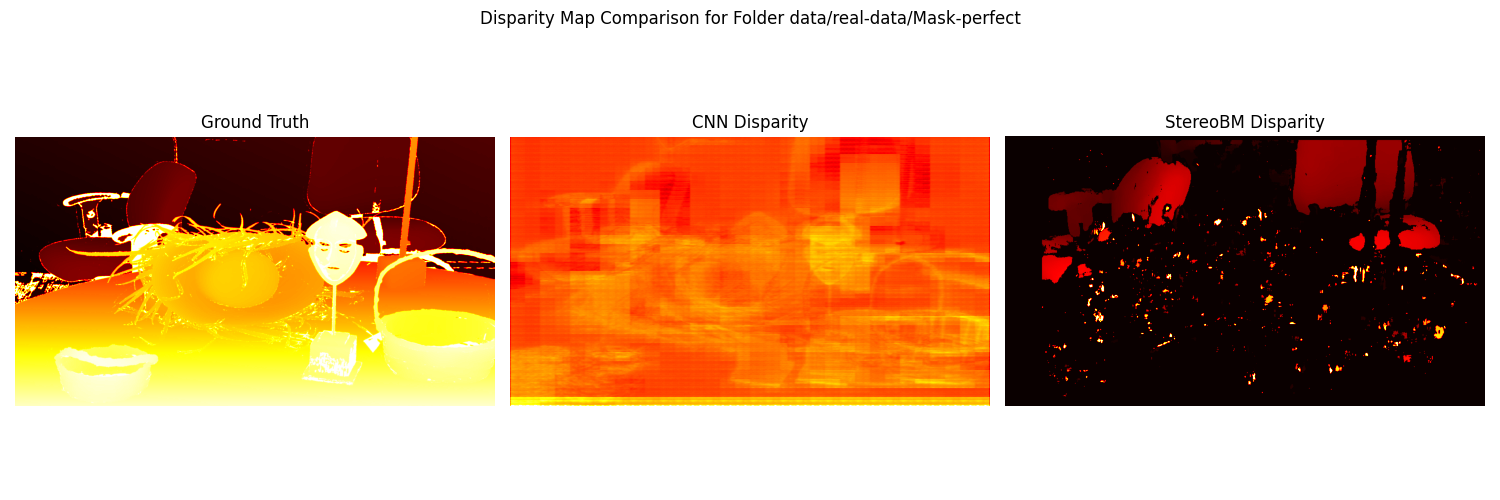 Disparity Map Comparison for Folder data/real-data/Mask-perfect
Ground Truth
CNN Disparity
StereoBM Disparity